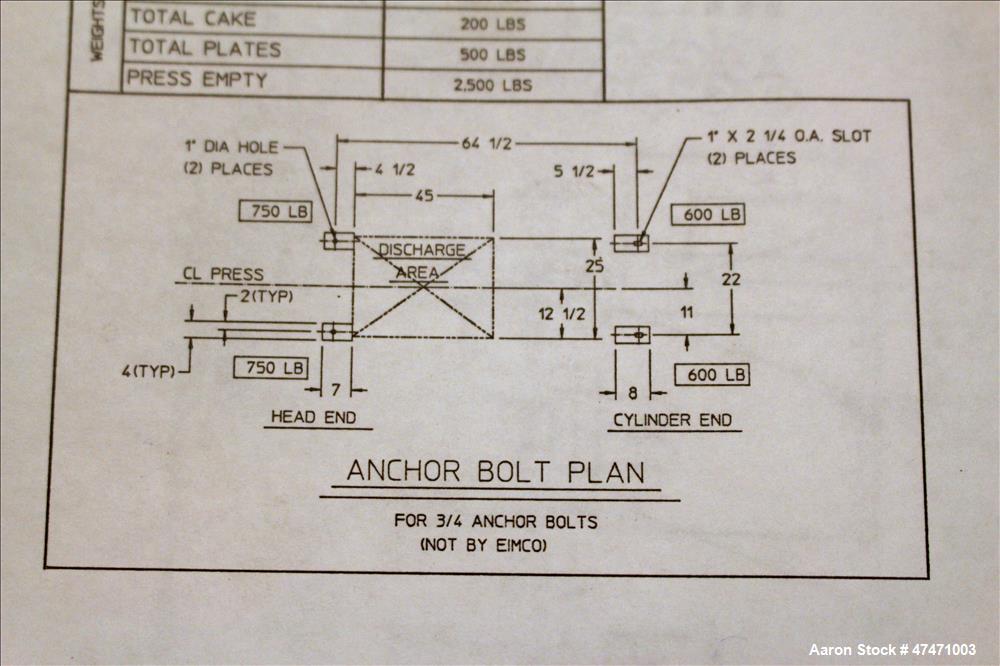 WEIGHTS
TOTAL CAKE 200 LBS
TOTAL PLATES 500 LBS
PRESS EMPTY 2,500 LBS
1" DIA HOLE
(2) PLACES
64 1/2
1" X 2 1/4 O.A. SLOT
(2) PLACES
4 1/2
5 1/2
45
750 LB
600 LB
DISCHARGE
AREA
CL PRESS
25
22
2(TYP)
12 1/2
11
4(TYP)
750 LB
600 LB
7
8
HEAD END
CYLINDER END
ANCHOR BOLT PLAN
FOR 3/4 ANCHOR BOLTS
(NOT BY EIMCO)
Aaron Stock # 47471003